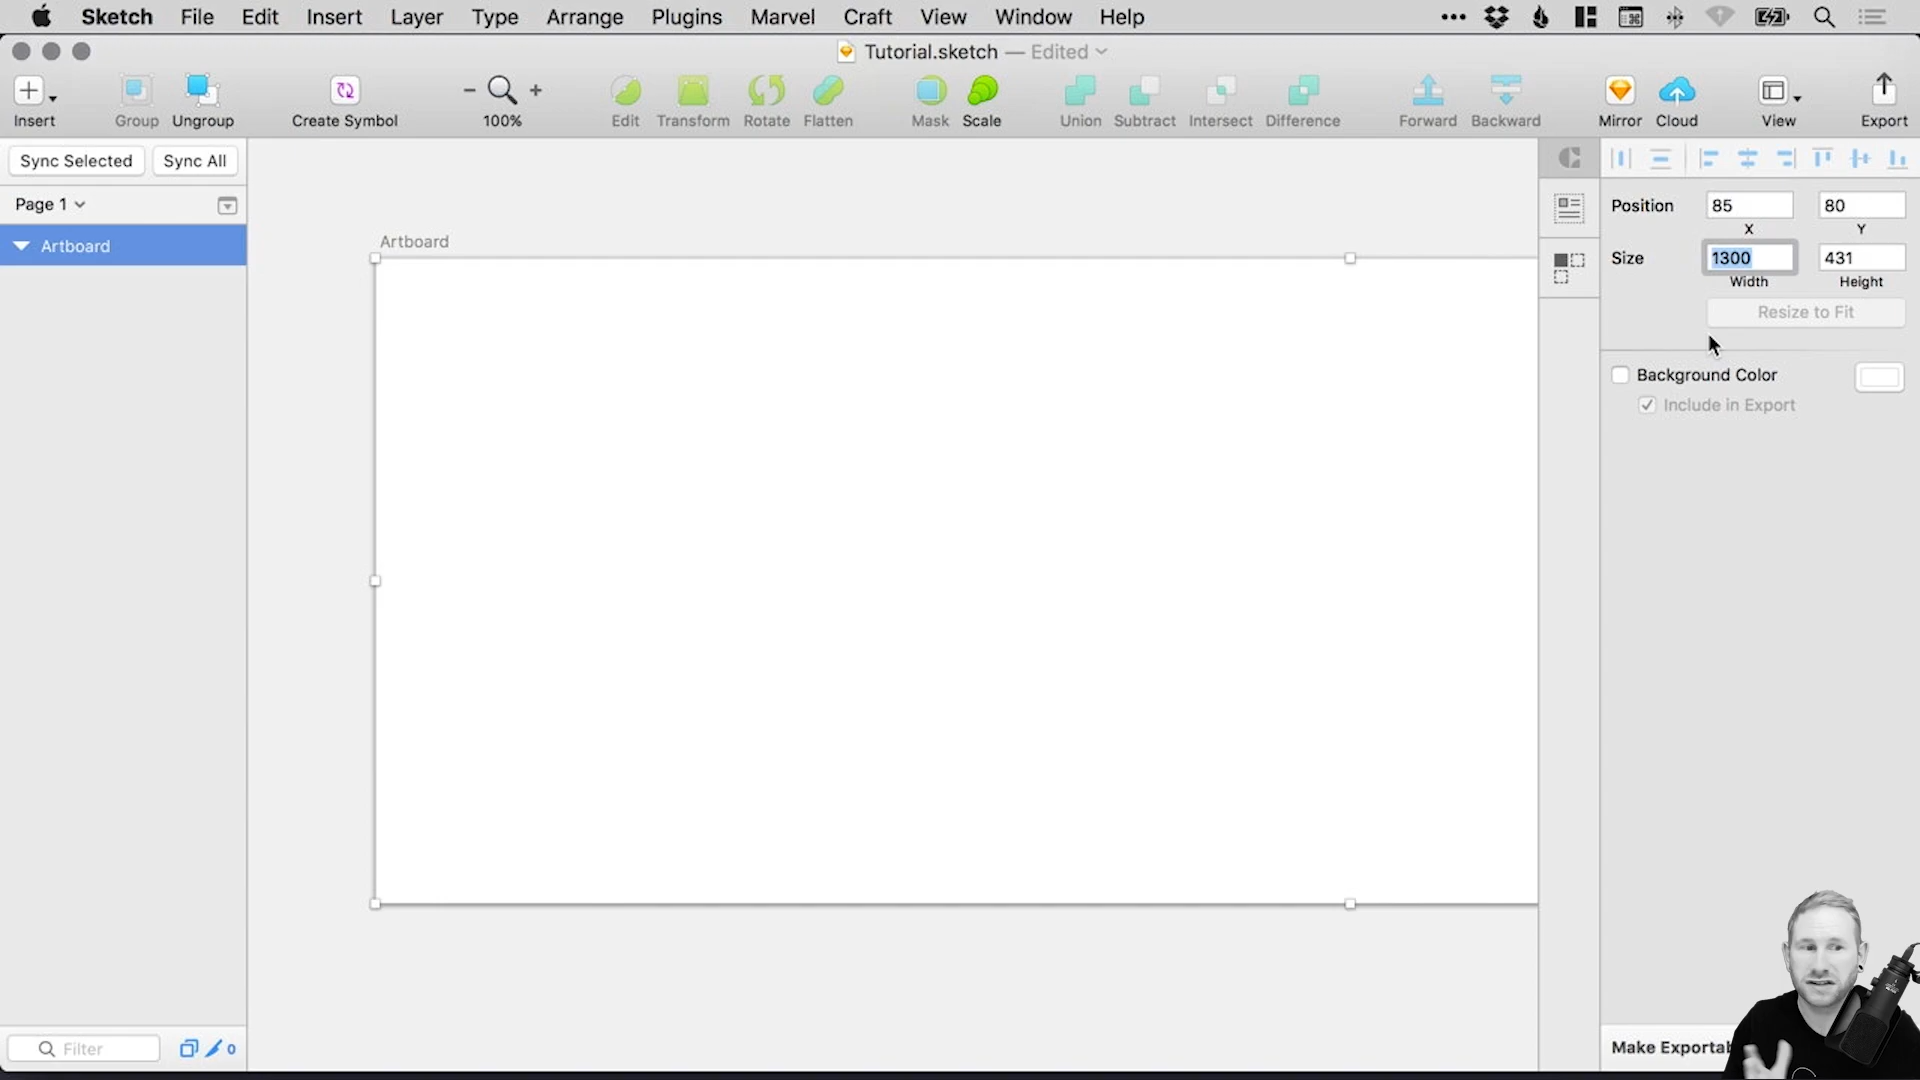 Sketch File Edit Insert Layer Type Arrange Plugins Marvel Craft View Window Help
Tutorial.sketch — Edited
Insert Group Ungroup Create Symbol 100% Edit Transform Rotate Flatten Mask Scale Union Subtract Intersect Difference Forward Backward Mirror Cloud View Export
Sync Selected Sync All
Page 1
Artboard
Artboard
Position 85 80
X Y
Size 1300 431
Width Height
Resize to Fit
Background Color
Include in Export
Filter 0